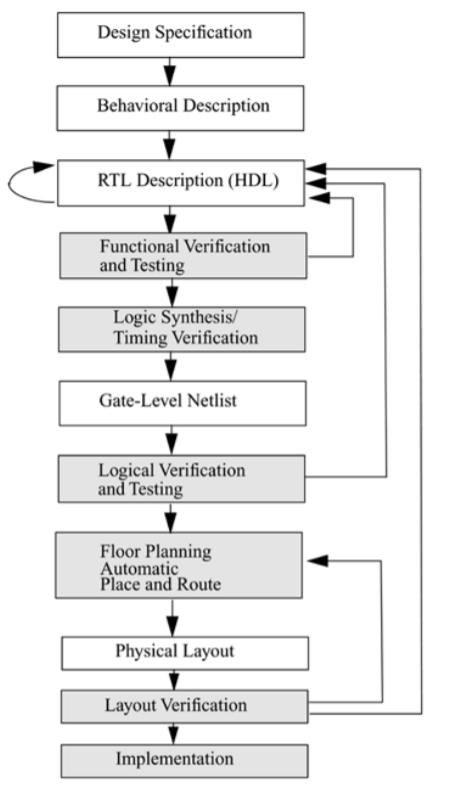 Design Specification
Behavioral Description
RTL Description (HDL)
Functional Verification
and Testing
Logic Synthesis/
Timing Verification
Gate-Level Netlist
Logical Verification
and Testing
Floor Planning
Automatic
Place and Route
Physical Layout
Layout Verification
Implementation